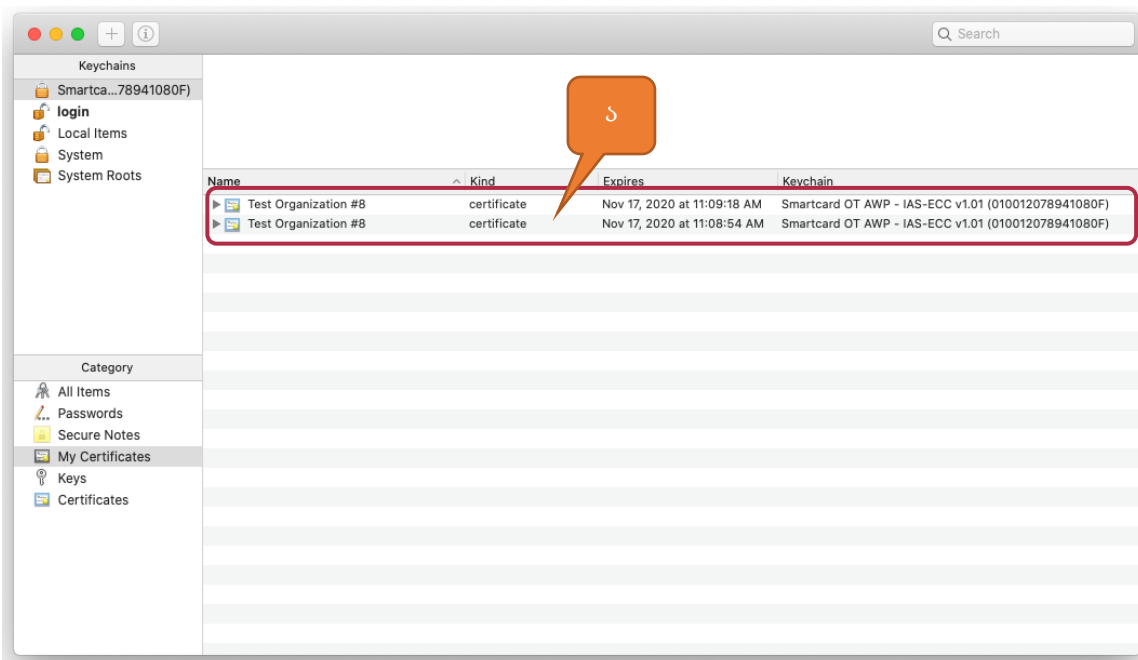 Search
Keychains
Smartca...78941080F)
login
Local Items
System
System Roots
ა
Name Kind Expires Keychain
Test Organization #8 certificate Nov 17, 2020 at 11:09:18 AM Smartcard OT AWP - IAS-ECC v1.01 (010012078941080F)
Test Organization #8 certificate Nov 17, 2020 at 11:08:54 AM Smartcard OT AWP - IAS-ECC v1.01 (010012078941080F)
Category
All Items
Passwords
Secure Notes
My Certificates
Keys
Certificates